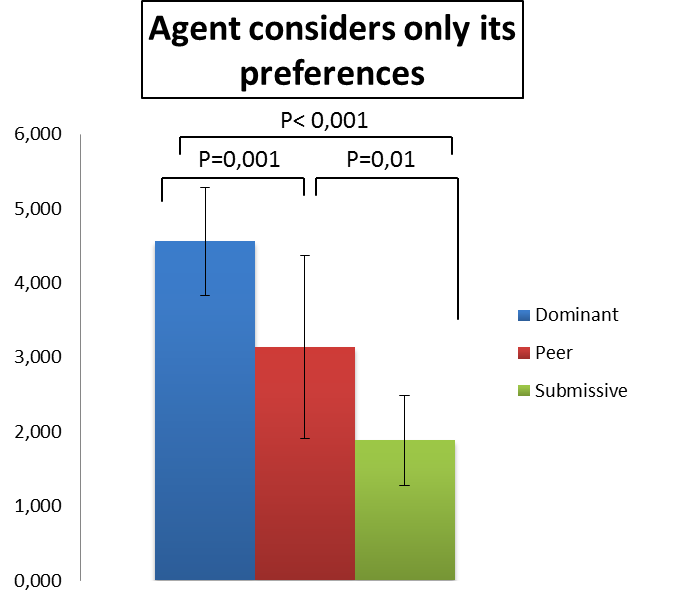 Agent considers only its
preferences
P< 0,001
P=0,001
P=0,01
6,000
5,000
4,000
3,000
2,000
1,000
0,000
Dominant
Peer
Submissive